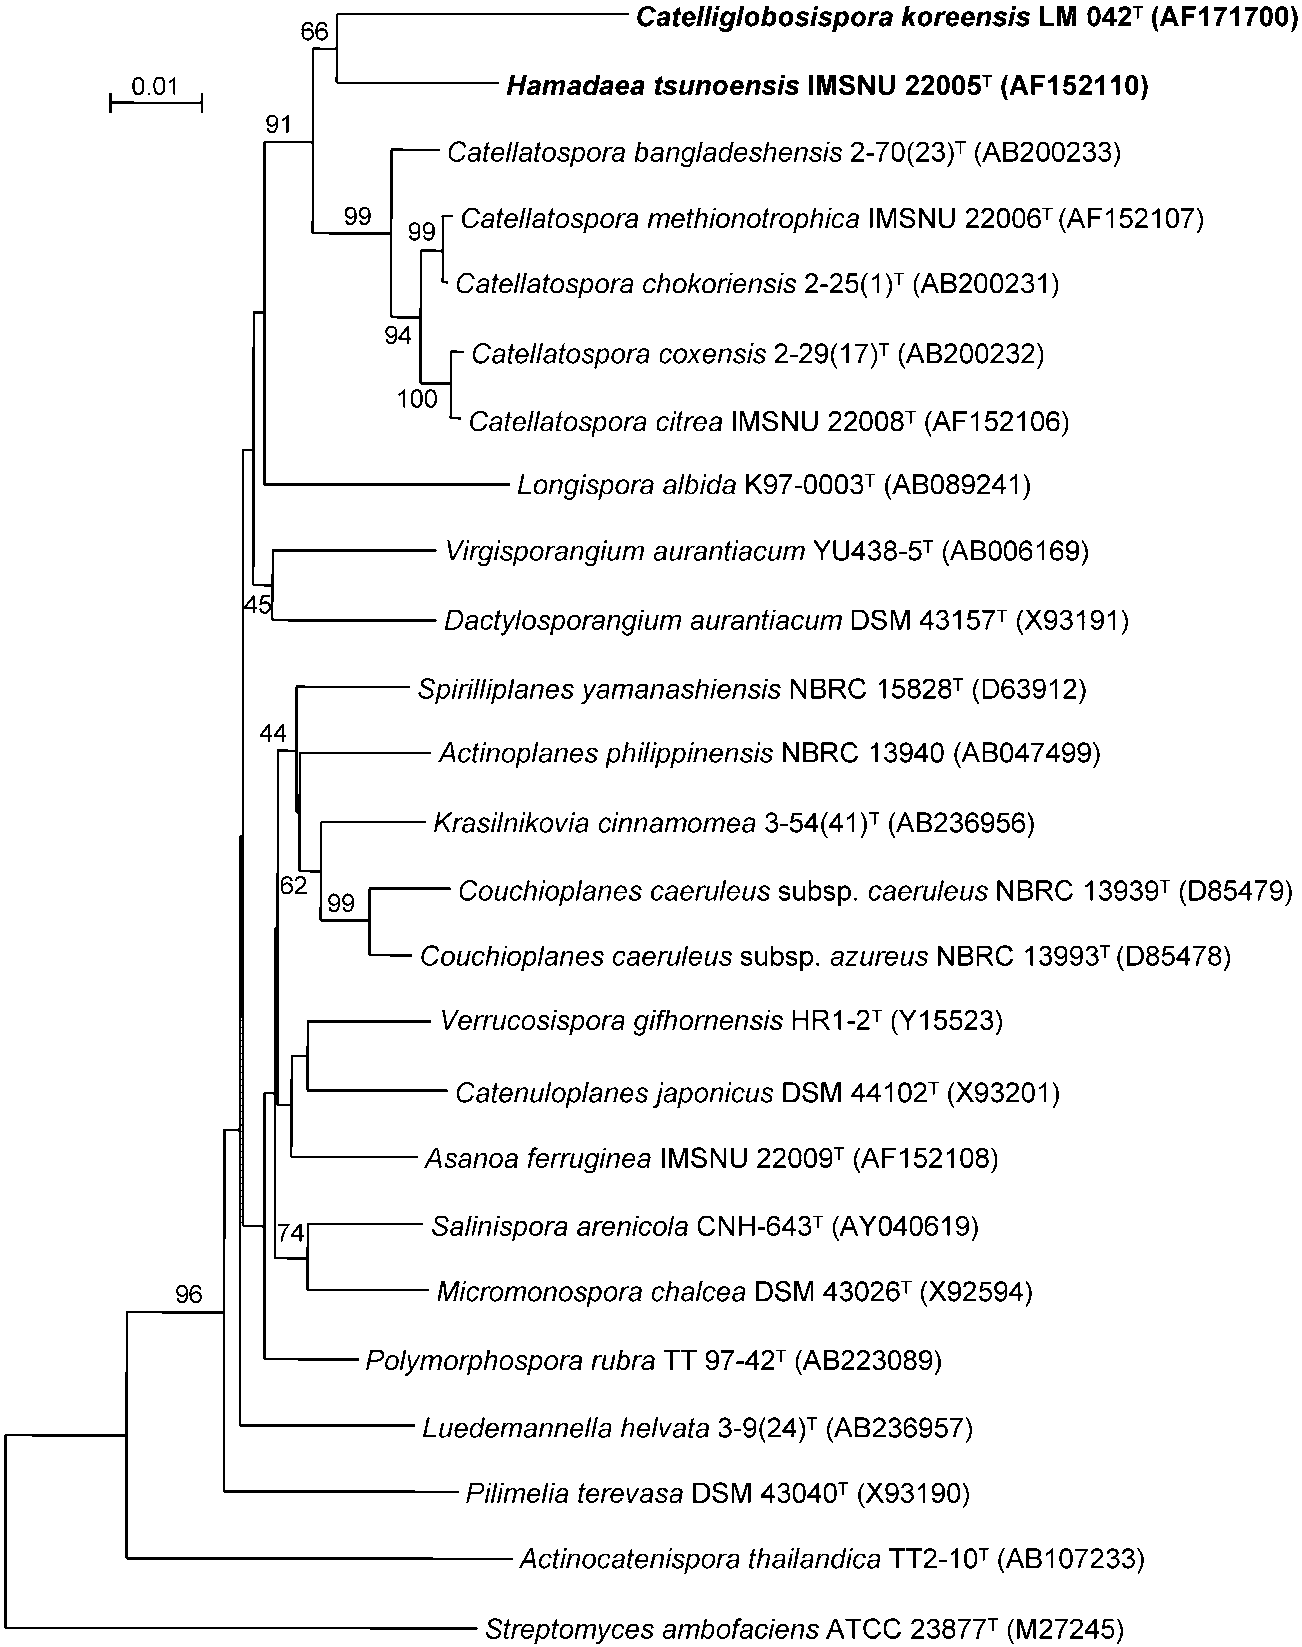 Catelliglobosispora koreensis LM 042ᵀ (AF171700)
66
Hamadaea tsunoensis IMSNU 22005ᵀ (AF152110)
0.01
91
Catellatospora bangladeshensis 2-70(23)ᵀ (AB200233)
99
Catellatospora methionotrophica IMSNU 22006ᵀ (AF152107)
99
Catellatospora chokoriensis 2-25(1)ᵀ (AB200231)
94
Catellatospora coxensis 2-29(17)ᵀ (AB200232)
100
Catellatospora citrea IMSNU 22008ᵀ (AF152106)
Longispora albida K97-0003ᵀ (AB089241)
Virgisporangium aurantiacum YU438-5ᵀ (AB006169)
45
Dactylosporangium aurantiacum DSM 43157ᵀ (X93191)
Spirilliplanes yamanashiensis NBRC 15828ᵀ (D63912)
44
Actinoplanes philippinensis NBRC 13940 (AB047499)
Krasilnikovia cinnamomea 3-54(41)ᵀ (AB236956)
62
99
Couchioplanes caeruleus subsp. caeruleus NBRC 13939ᵀ (D85479)
Couchioplanes caeruleus subsp. azureus NBRC 13993ᵀ (D85478)
Verrucosispora gifhornensis HR1-2ᵀ (Y15523)
Catenuloplanes japonicus DSM 44102ᵀ (X93201)
Asanoa ferruginea IMSNU 22009ᵀ (AF152108)
74
Salinispora arenicola CNH-643ᵀ (AY040619)
Micromonospora chalcea DSM 43026ᵀ (X92594)
96
Polymorphospora rubra TT 97-42ᵀ (AB223089)
Luedemannella helvata 3-9(24)ᵀ (AB236957)
Pilimelia terevasa DSM 43040ᵀ (X93190)
Actinocatenispora thailandica TT2-10ᵀ (AB107233)
Streptomyces ambofaciens ATCC 23877ᵀ (M27245)